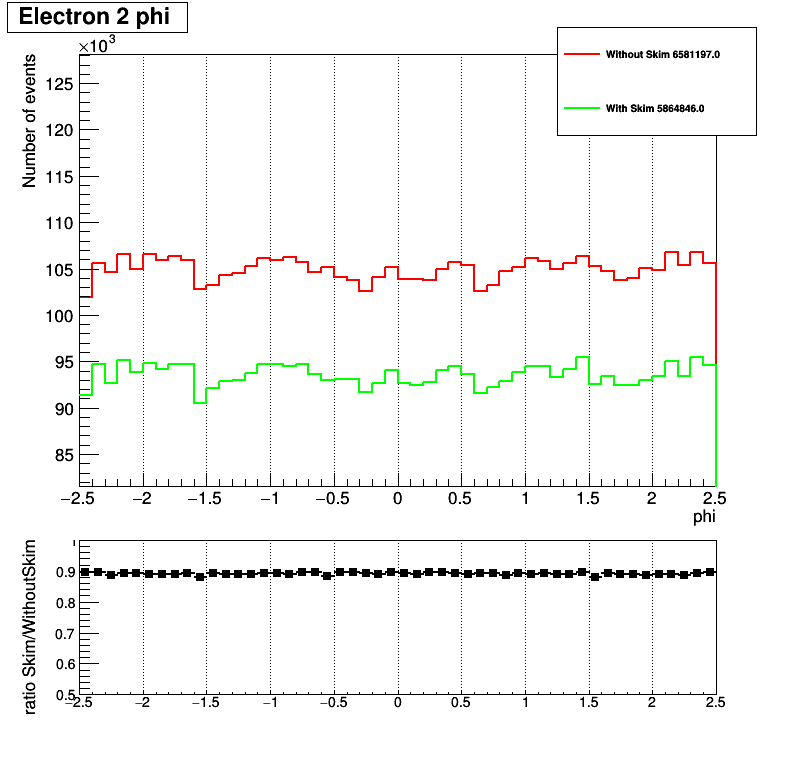 Electron 2 phi
×10³
Number of events
125
120
115
110
105
100
95
90
85
Without Skim 6581197.0
With Skim 5864846.0
−2.5 −2 −1.5 −1 −0.5 0 0.5 1 1.5 2 2.5
phi
ratio Skim/WithoutSkim
1
0.9
0.8
0.7
0.6
0.5
−2.5 −2 −1.5 −1 −0.5 0 0.5 1 1.5 2 2.5